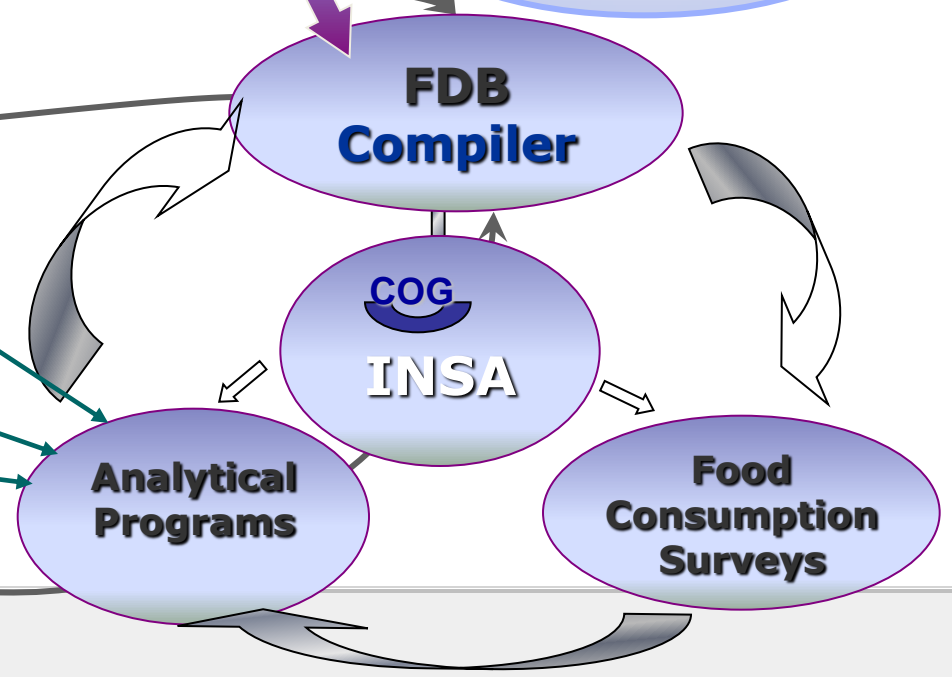 FDB
Compiler
COG
INSA
Analytical
Programs
Food
Consumption
Surveys